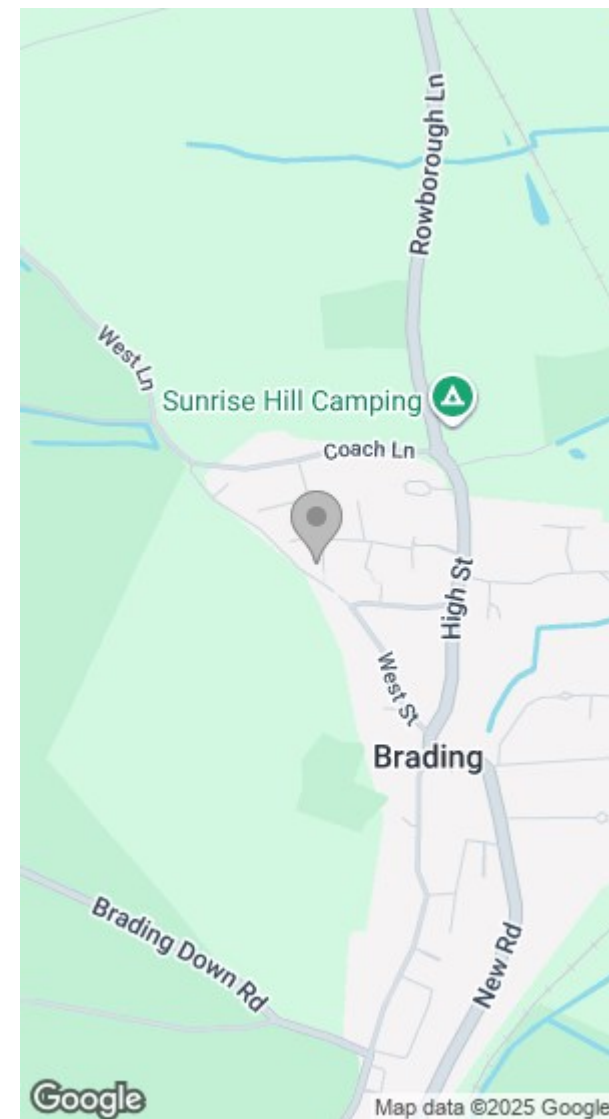 Rowborough Ln
West Ln
Sunrise Hill Camping
Coach Ln
High St
West St
Brading
Brading Down Rd
New Rd
Google
Map data ©2025 Google